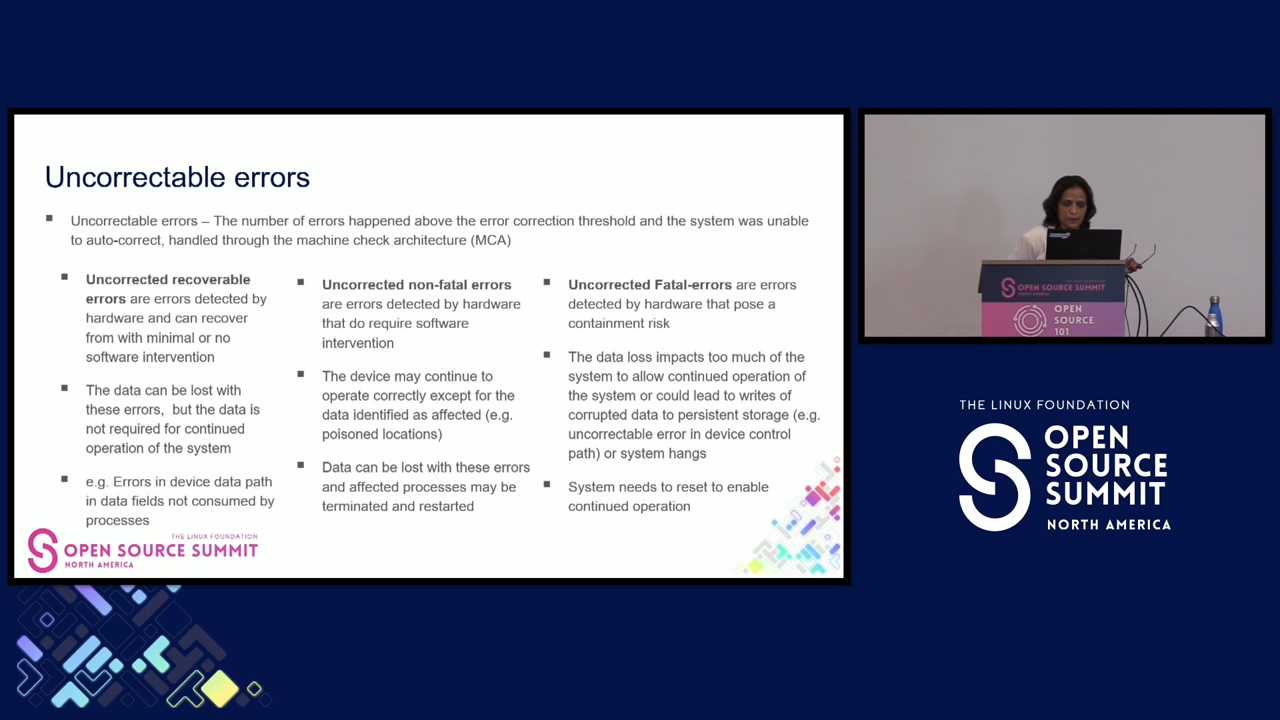 Uncorrectable errors
▪ Uncorrectable errors – The number of errors happened above the error correction threshold and the system was unable
to auto-correct, handled through the machine check architecture (MCA)
▪ Uncorrected recoverable
errors are errors detected by
hardware and can recover
from with minimal or no
software intervention
▪ The data can be lost with
these errors, but the data is
not required for continued
operation of the system
▪ e.g. Errors in device data path
in data fields not consumed by
processes
▪ Uncorrected non-fatal errors
are errors detected by hardware
that do require software
intervention
▪ The device may continue to
operate correctly except for the
data identified as affected (e.g.
poisoned locations)
▪ Data can be lost with these errors
and affected processes may be
terminated and restarted
▪ Uncorrected Fatal-errors are errors
detected by hardware that pose a
containment risk
▪ The data loss impacts too much of the
system to allow continued operation of
the system or could lead to writes of
corrupted data to persistent storage (e.g.
uncorrectable error in device control
path) or system hangs
▪ System needs to reset to enable
continued operation
THE LINUX FOUNDATION
OPEN SOURCE SUMMIT
NORTH AMERICA
OPEN SOURCE SUMMIT
NORTH AMERICA
OPEN
SOURCE
101
THE LINUX FOUNDATION
OPEN
SOURCE
SUMMIT
NORTH AMERICA